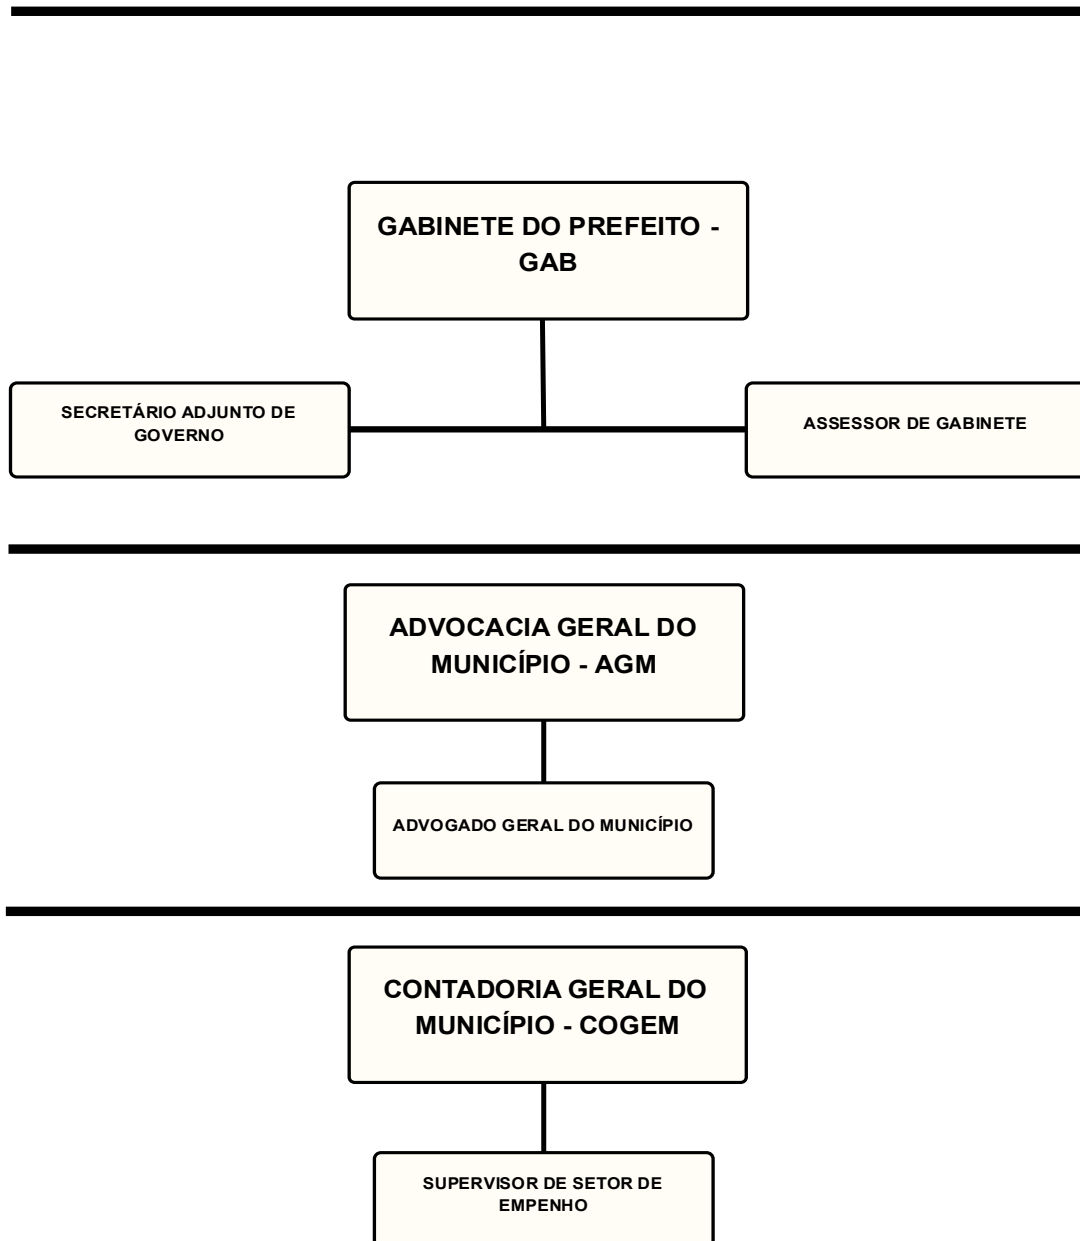 GABINETE DO PREFEITO -
GAB
SECRETÁRIO ADJUNTO DE
GOVERNO
ASSESSOR DE GABINETE
ADVOCACIA GERAL DO
MUNICÍPIO - AGM
ADVOGADO GERAL DO MUNICÍPIO
CONTADORIA GERAL DO
MUNICÍPIO - COGEM
SUPERVISOR DE SETOR DE
EMPENHO